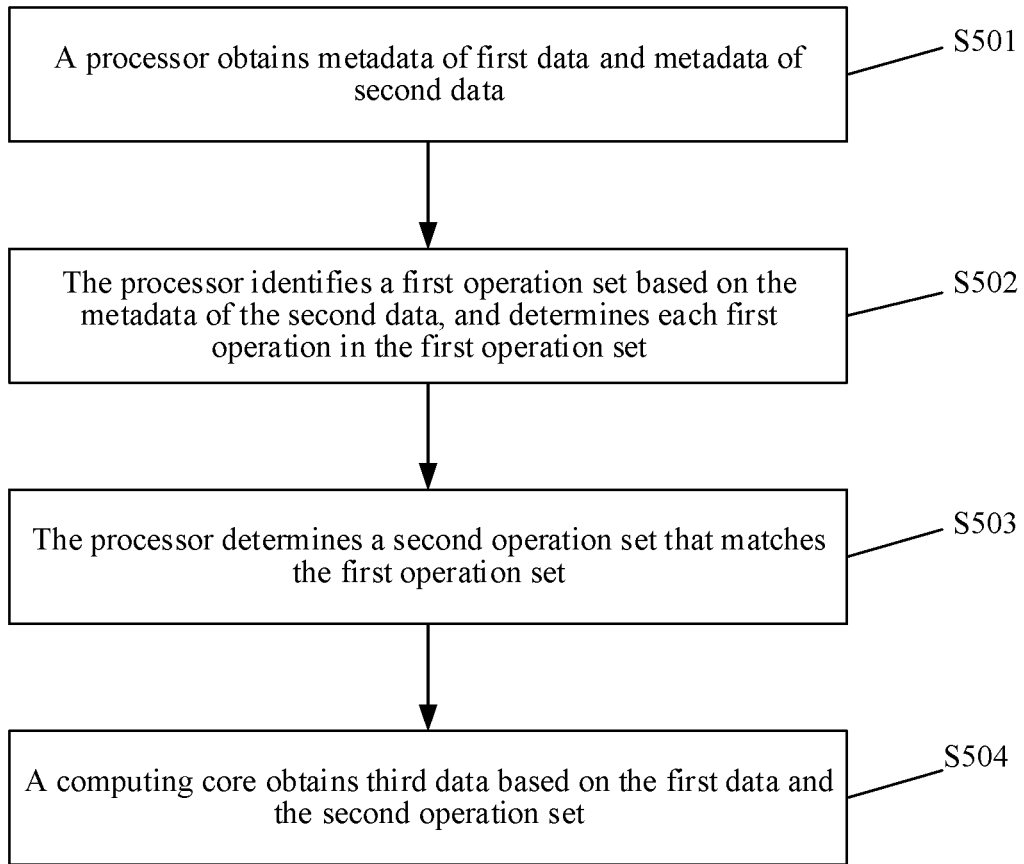 A processor obtains metadata of first data and metadata of
second data
S501
The processor identifies a first operation set based on the
metadata of the second data, and determines each first
operation in the first operation set
S502
The processor determines a second operation set that matches
the first operation set
S503
A computing core obtains third data based on the first data and
the second operation set
S504